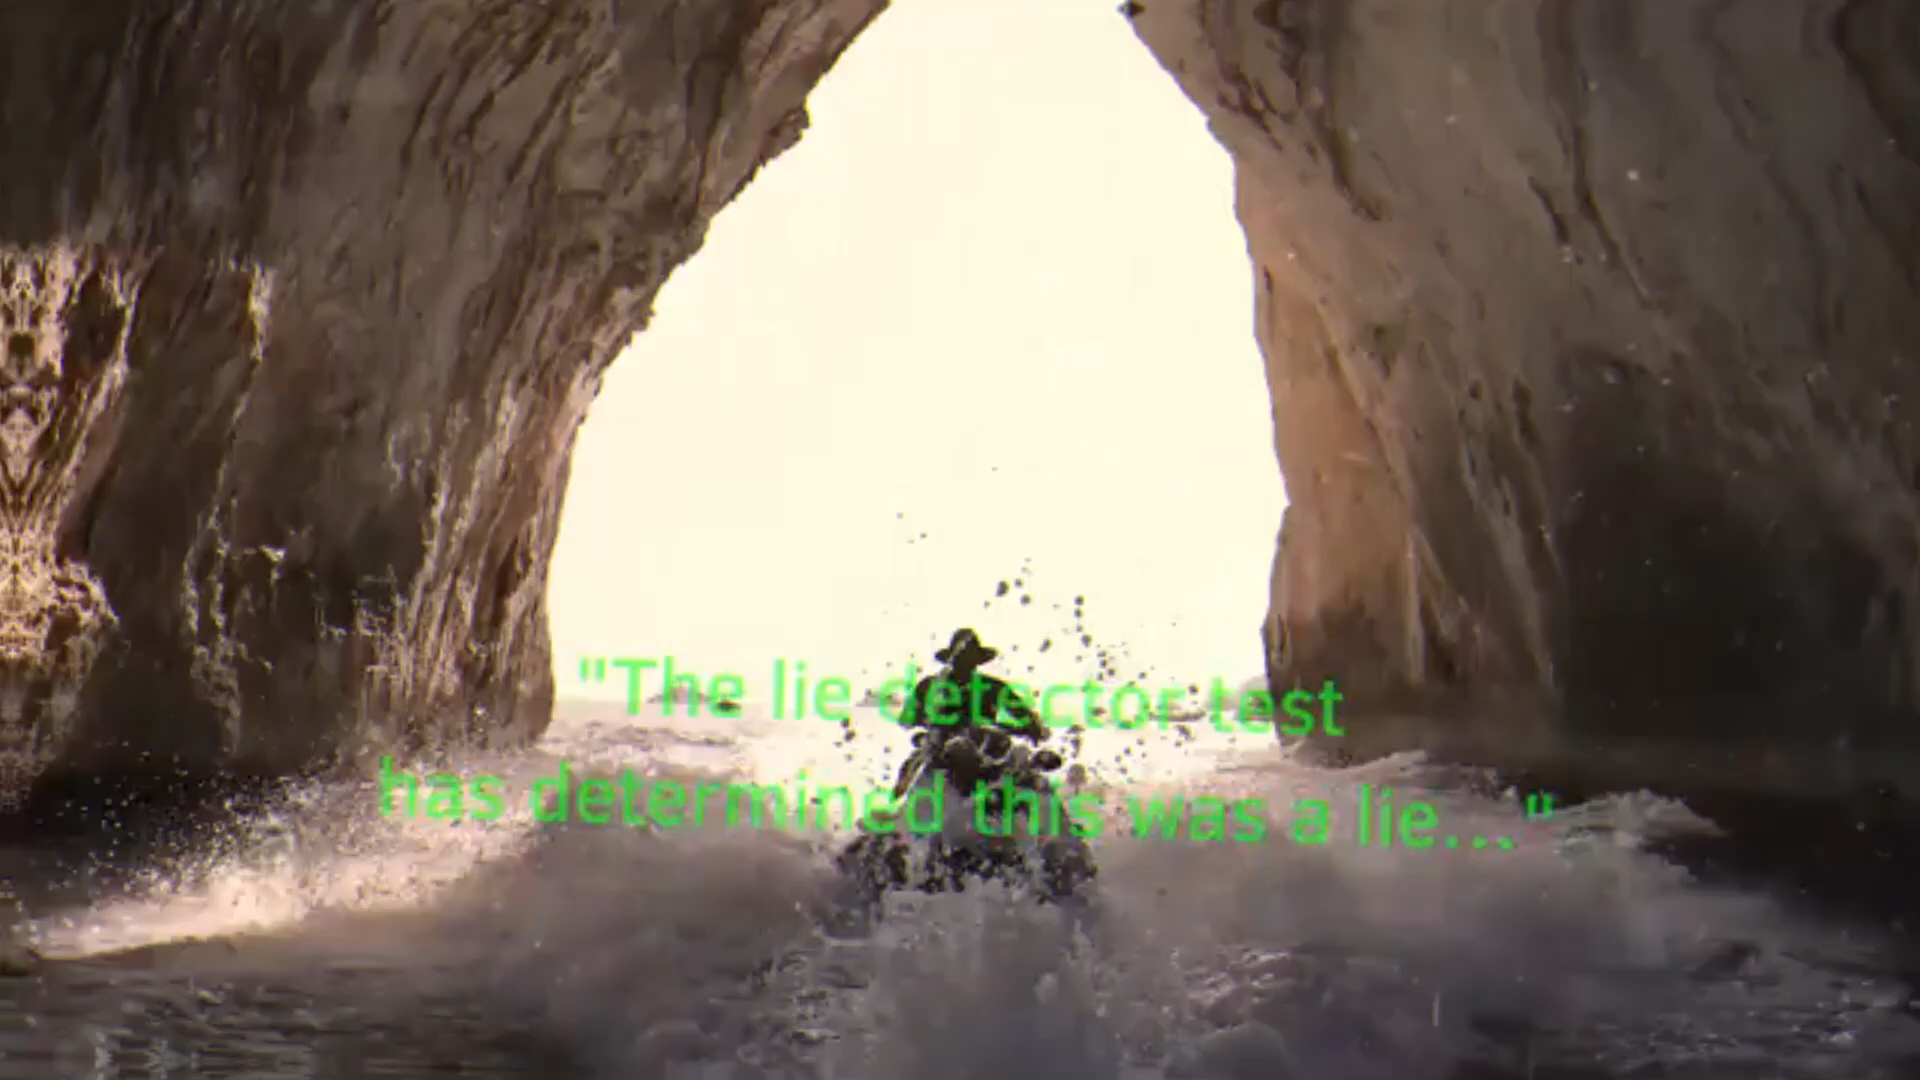 "The lie detector test
has determined this was a lie..."